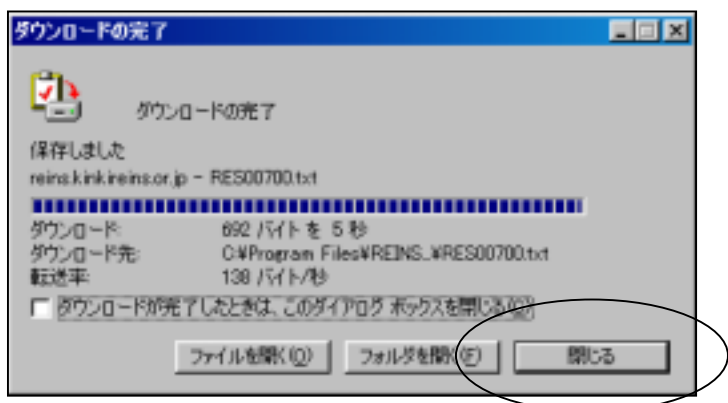 ダウンロードの完了
ダウンロードの完了
保存しました
reins.kinkireins.or.jp - RES00700.txt
ダウンロード: 692 バイト を 5 秒
ダウンロード先: C:¥Program Files¥REINS_¥RES00700.txt
転送率: 138 バイト/秒
ダウンロードが完了したときは、このダイアログ ボックスを閉じる(C)
ファイルを開く(O) フォルダを開く(F) 閉じる